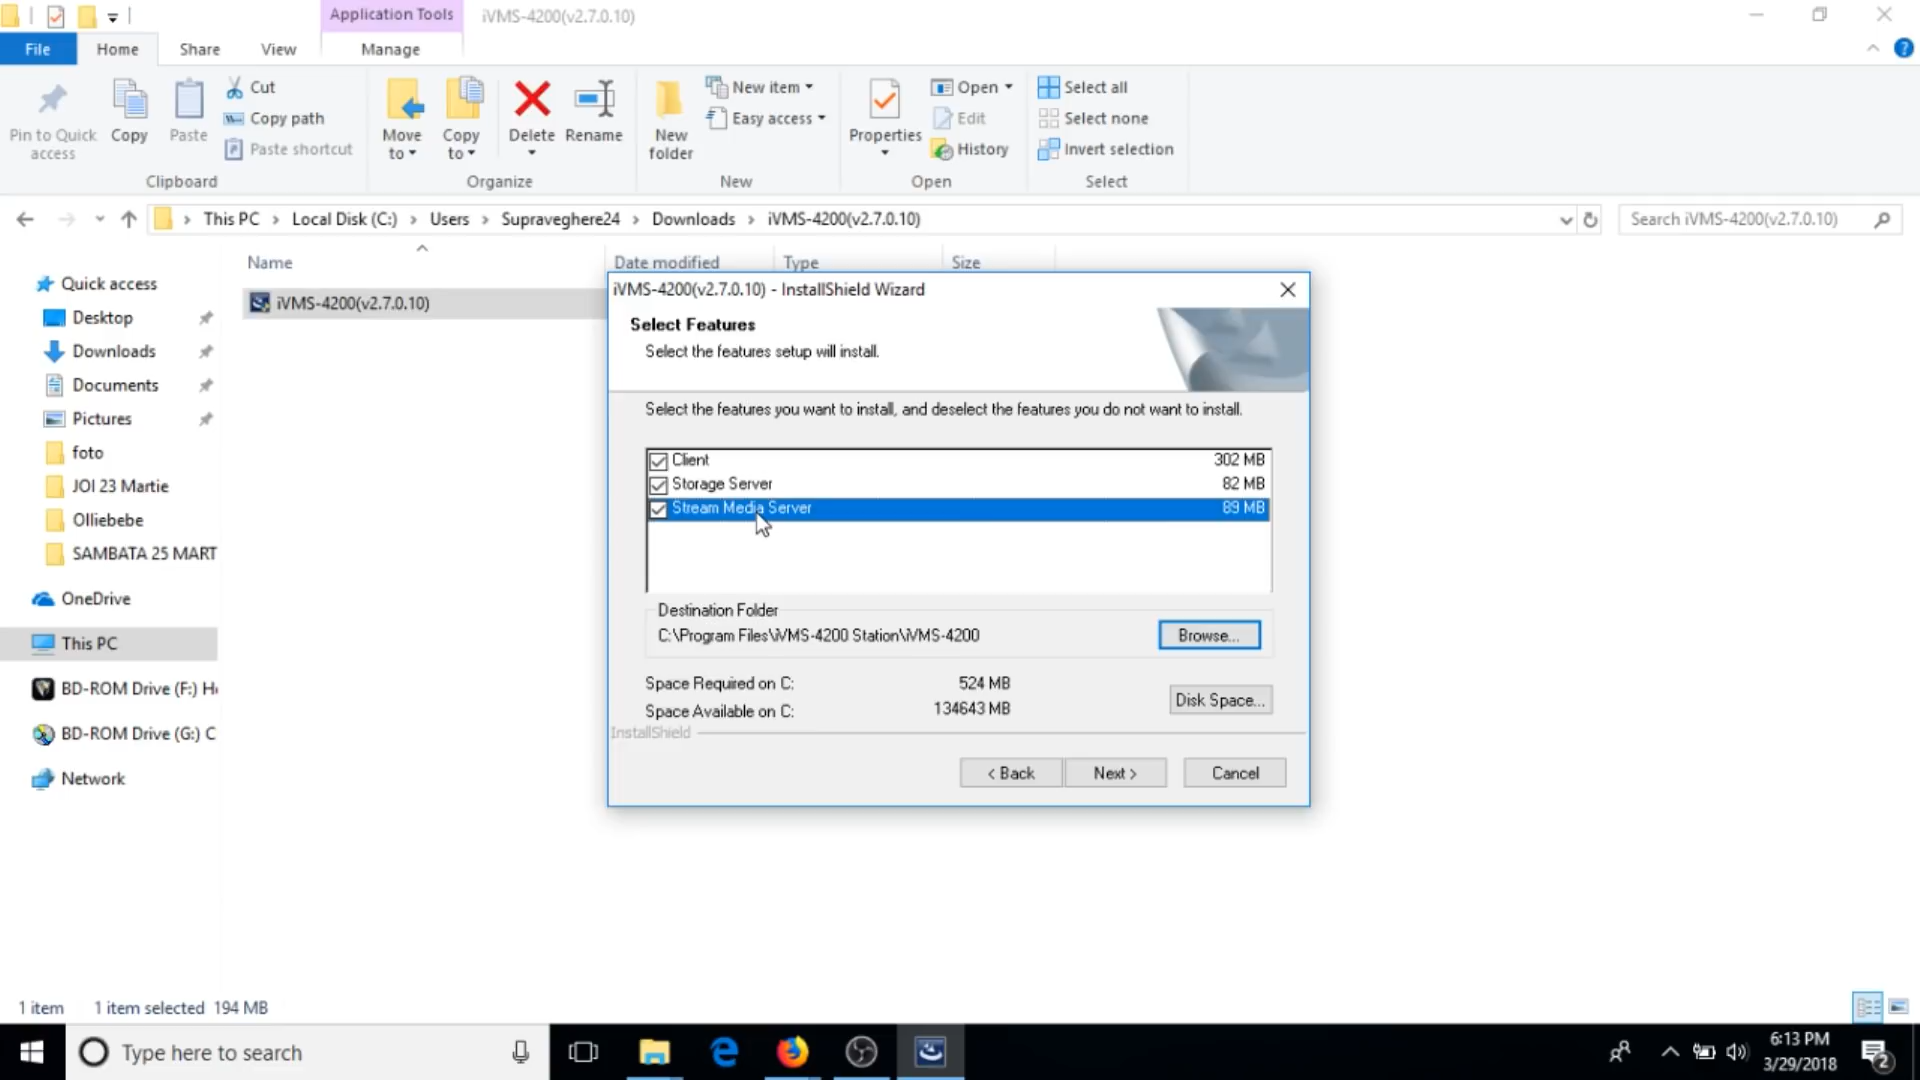 Application Tools
iVMS-4200(v2.7.0.10)
File
Home
Share
View
Manage
Pin to Quick access
Copy
Paste
Cut
Copy path
Paste shortcut
Clipboard
Move to
Copy to
Delete
Rename
Organize
New folder
New item
Easy access
New
Properties
Open
Edit
History
Open
Select all
Select none
Invert selection
Select
This PC > Local Disk (C:) > Users > Supraveghere24 > Downloads > iVMS-4200(v2.7.0.10)
Search iVMS-4200(v2.7.0.10)
Name
Date modified
Type
Size
iVMS-4200(v2.7.0.10)
Quick access
Desktop
Downloads
Documents
Pictures
foto
JOI 23 Martie
Olliebebe
SAMBATA 25 MART
OneDrive
This PC
BD-ROM Drive (F:) H
BD-ROM Drive (G:) C
Network
iVMS-4200(v2.7.0.10) - InstallShield Wizard
Select Features
Select the features setup will install.
Select the features you want to install, and deselect the features you do not want to install.
Client 302 MB
Storage Server 82 MB
Stream Media Server 89 MB
Destination Folder
C:\Program Files\iVMS-4200 Station\iVMS-4200
Browse...
Space Required on C: 524 MB
Space Available on C: 134643 MB
Disk Space...
InstallShield
< Back
Next >
Cancel
1 item
1 item selected 194 MB
Type here to search
6:13 PM
3/29/2018
2